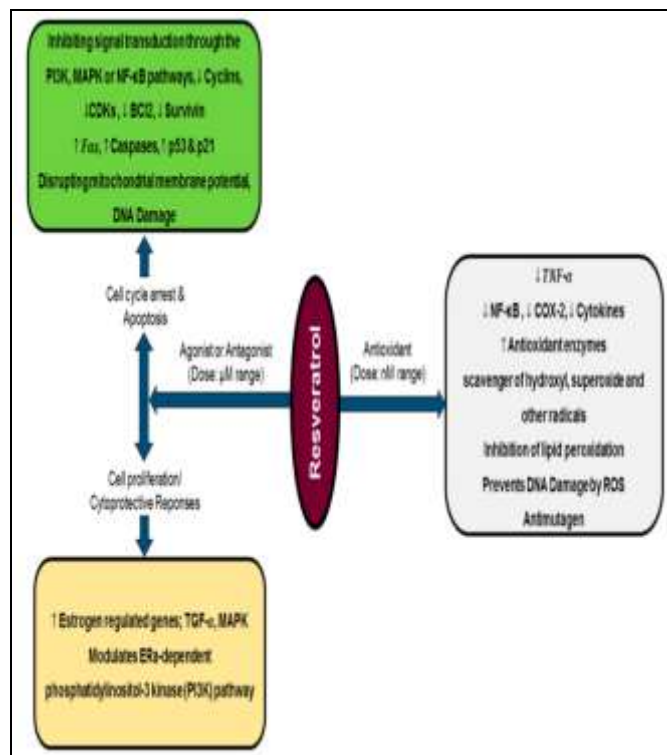 Inhibiting signal transduction through the
PI3K, MAPK or NF-κB pathways, ↓ Cyclins,
↓CDKs, ↓ BCl2, ↓ Survivin
↑ Fas, ↑ Caspases, ↑ p53 & p21
Disrupting mitochondrital membrane potential,
DNA Damage
Cell cycle arrest &
Apoptosis
Agonist or Antagonist
(Dose: µM range)
Resveratrol
Antioxidant
(Dose: nM range)
↓ TNF-α
↓ NF-κB, ↓ COX-2, ↓ Cytokines
↑ Antioxidant enzymes
scavenger of hydroxyl, superoxide and
other radicals
Inhibition of lipid peroxidation
Prevents DNA Damage by ROS
Antimutagen
Cell proliferation/
Cytoprotective Reponses
↑ Estrogen regulated genes; TGF-α, MAPK
Modulates ERa-dependent
phosphatidylinositol-3 kinase (PI3K) pathway